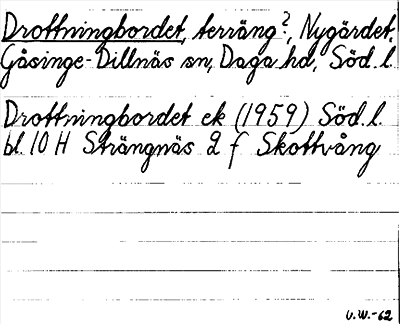 Drottningbordet, terräng?, Nygärdet,
Gåsinge-Dillnäs sn, Daga hd, Söd. l.
Drottningbordet ek (1959) Söd. l.
bl. 10 H Strängnäs 2 f Skottvång
V.W.-62